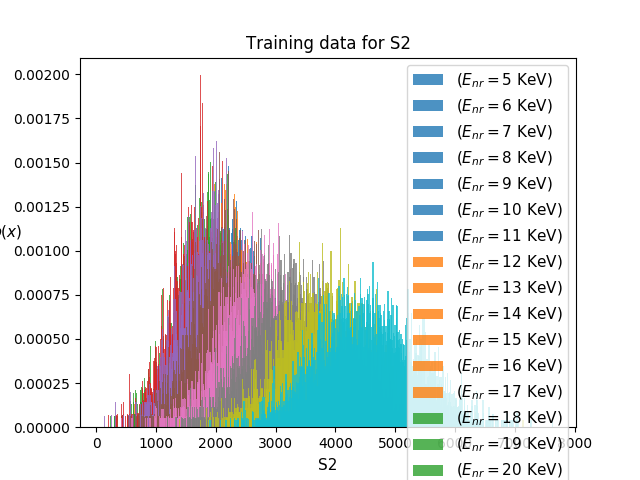 Training data for S2
0.00200
0.00175
0.00150
0.00125
0.00100
0.00075
0.00050
0.00025
0.00000
(x)
0
1000
2000
3000
4000
5000
S2
(E_nr = 5 KeV)
(E_nr = 6 KeV)
(E_nr = 7 KeV)
(E_nr = 8 KeV)
(E_nr = 9 KeV)
(E_nr = 10 KeV)
(E_nr = 11 KeV)
(E_nr = 12 KeV)
(E_nr = 13 KeV)
(E_nr = 14 KeV)
(E_nr = 15 KeV)
(E_nr = 16 KeV)
(E_nr = 17 KeV)
(E_nr = 18 KeV)
(E_nr = 19 KeV)
(E_nr = 20 KeV)